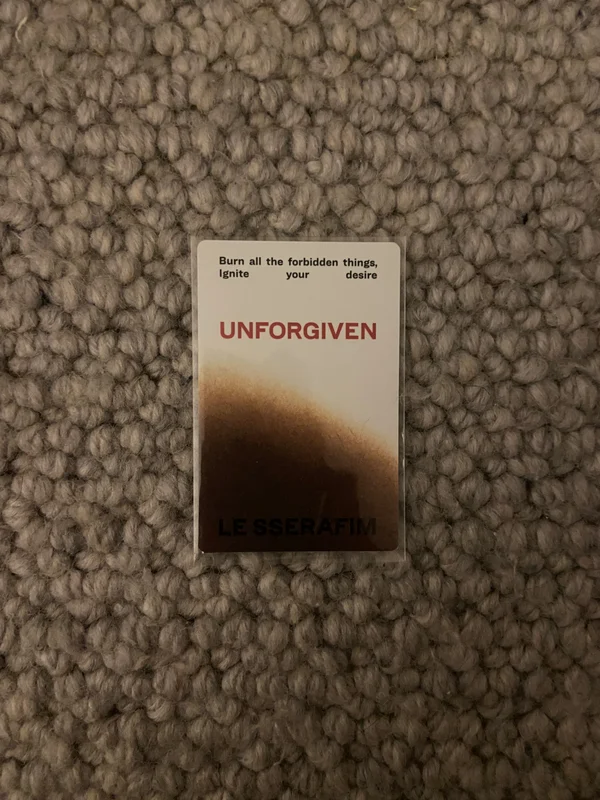 Burn all the forbidden things,
Ignite your desire
UNFORGIVEN
LE SSERAFIM